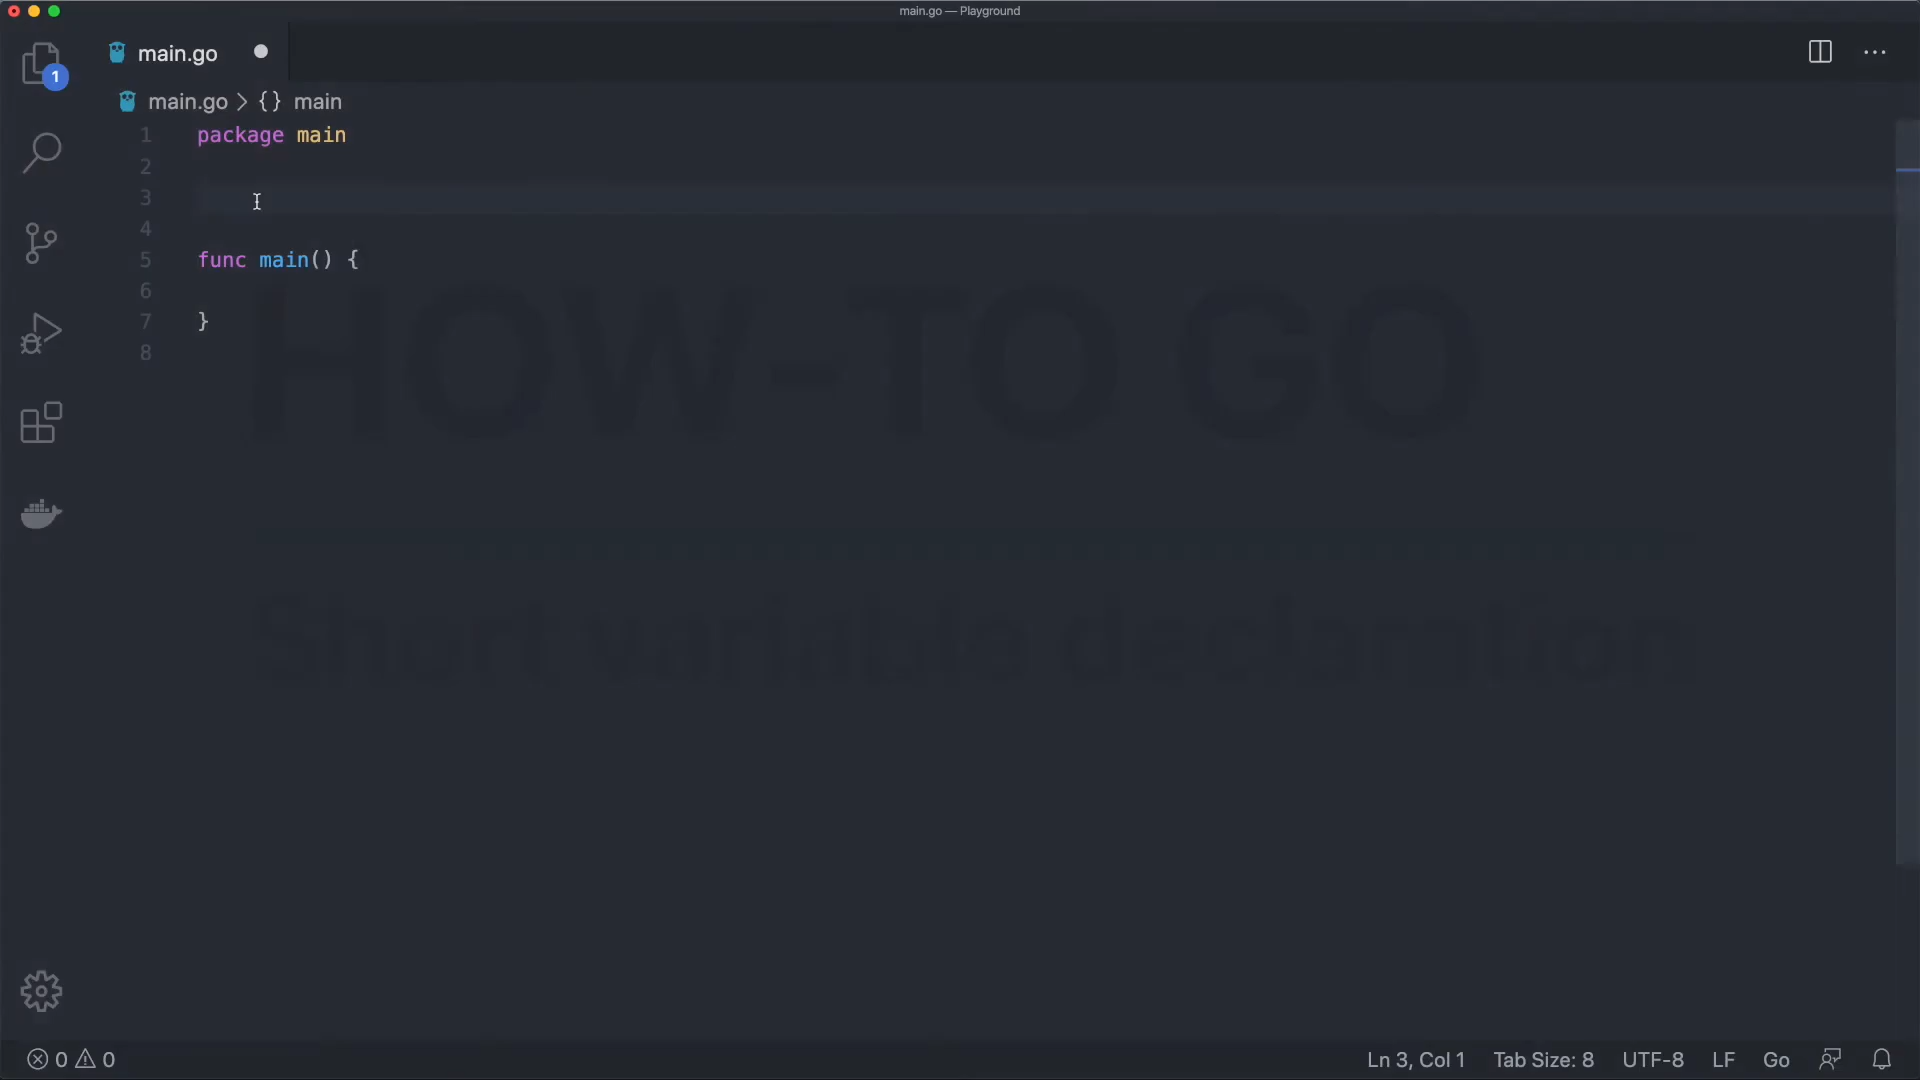 main.go — Playground
main.go
1
main.go > {} main
1 package main
2
3
4
5 func main() {
6
7 }
8
HOW-TO GO
Short variable declaration
0 0
Ln 3, Col 1 Tab Size: 8 UTF-8 LF Go